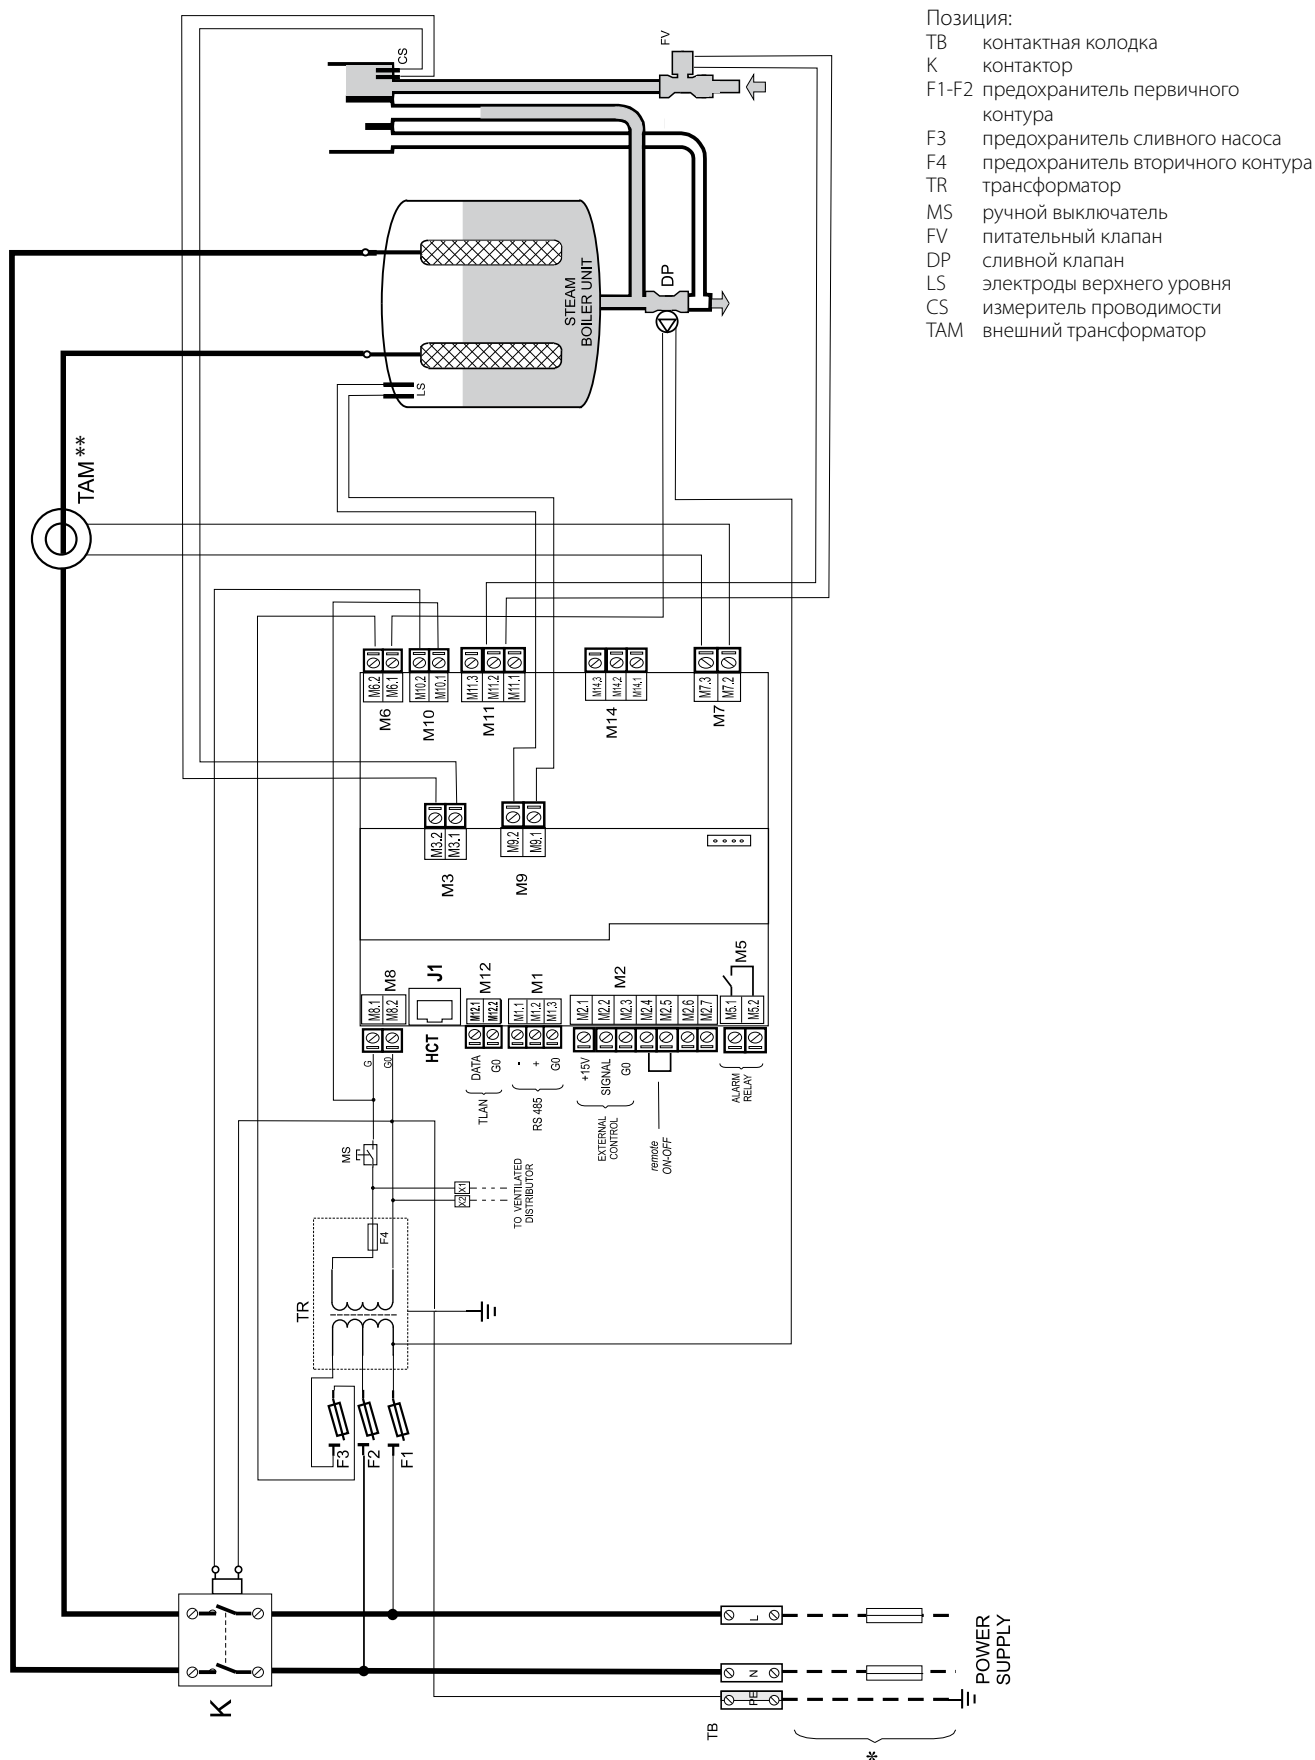 Позиция:
TB контактная колодка
K контактор
F1-F2 предохранитель первичного
контура
F3 предохранитель сливного насоса
F4 предохранитель вторичного контура
TR трансформатор
MS ручной выключатель
FV питательный клапан
DP сливной клапан
LS электроды верхнего уровня
CS измеритель проводимости
TAM внешний трансформатор
CS
FV
STEAM
BOILER UNIT
DP
LS
TAM **
M6.2
M6.1
M10.2
M10.1
M11.3
M11.2
M11.1
M14.3
M14.2
M14.1
M7.3
M7.2
M6
M10
M11
M14
M7
M3.2
M3.1
M9.2
M9.1
M3
M9
M8
J1
M12
M1
M2
M5
M8.1
M8.2
M12.1
M12.2
M1.1
M1.2
M1.3
M2.1
M2.2
M2.3
M2.4
M2.5
M2.6
M2.7
M5.1
M5.2
HCT
G
G0
DATA
G0
TLAN
-
+
G0
RS 485
+15V
SIGNAL
G0
EXTERNAL
CONTROL
remote
ON-OFF
ALARM
RELAY
MS
X1
X2
TO VENTILATED
DISTRIBUTOR
F4
TR
F3
F2
F1
K
L
N
PE
TB
POWER
SUPPLY
*